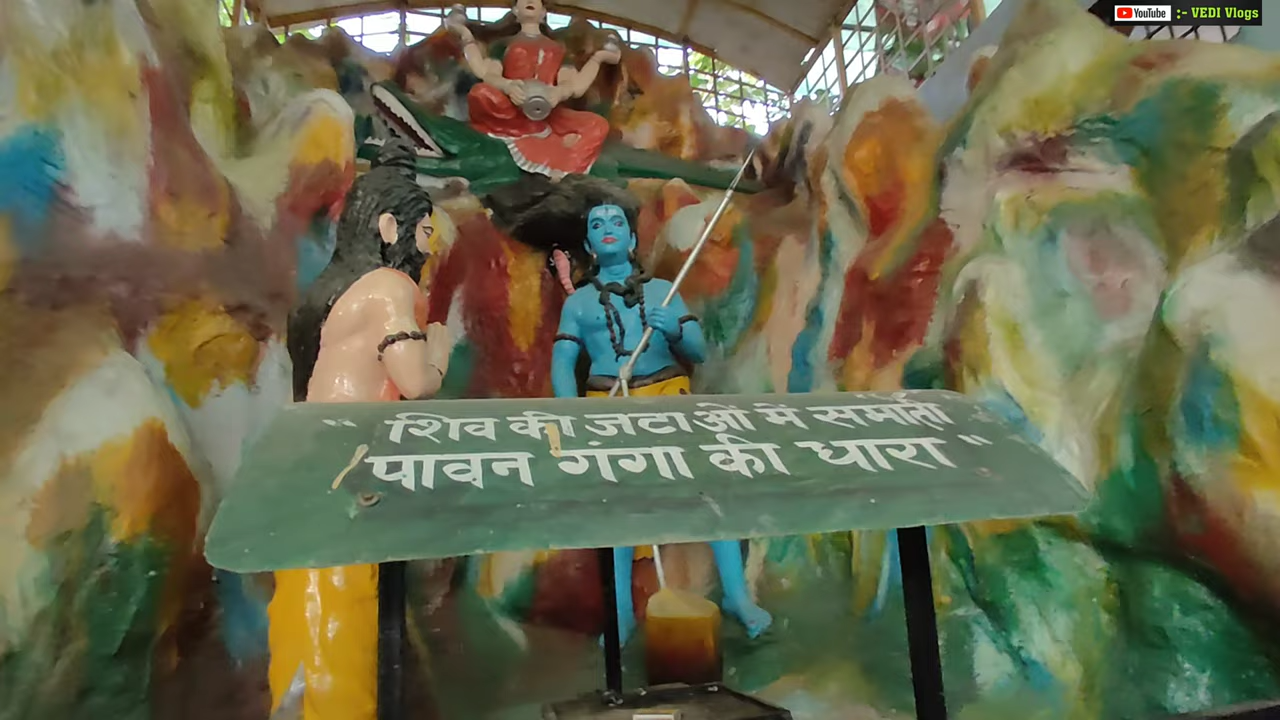 YouTube :- VEDI Vlogs
“ शिव की जटाओं में समाती
पावन गंगा की धारा ”